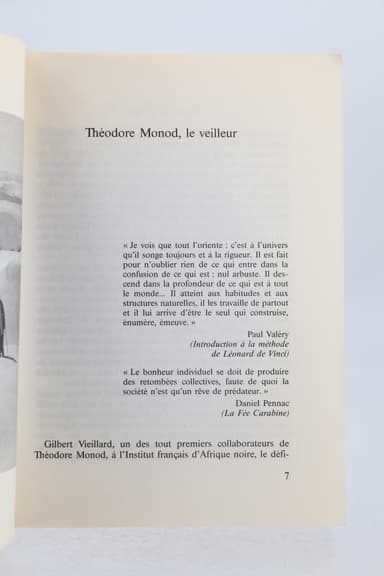 Théodore Monod, le veilleur
« Je vois que tout l'oriente : c'est à l'univers
qu'il songe toujours et à la rigueur. Il est fait
pour n'oublier rien de ce qui entre dans la
confusion de ce qui est : nul arbuste. Il des-
cend dans la profondeur de ce qui est à tout
le monde... Il atteint aux habitudes et aux
structures naturelles, il les travaille de partout
et il lui arrive d'être le seul qui construise,
énumère, émeuve. »
Paul Valéry
(Introduction à la méthode
de Léonard de Vinci)
« Le bonheur individuel se doit de produire
des retombées collectives, faute de quoi la
société n'est qu'un rêve de prédateur. »
Daniel Pennac
(La Fée Carabine)
Gilbert Vieillard, un des tout premiers collaborateurs de
Théodore Monod, à l'Institut français d'Afrique noire, le défi-
7